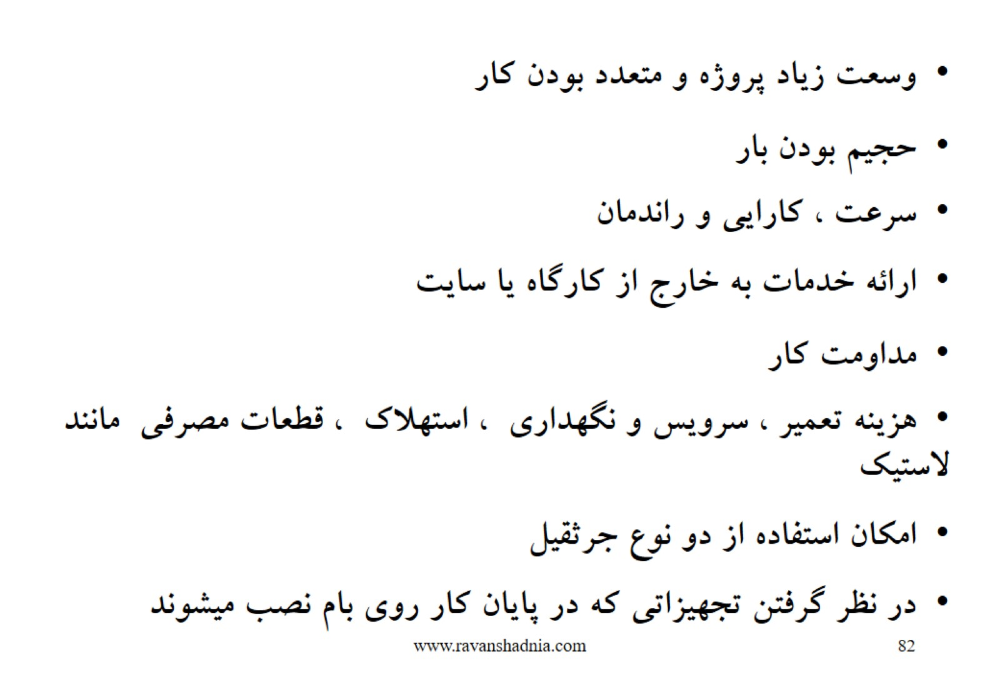 • وسعت زیاد پروژه و متعدد بودن کار
• حجیم بودن بار
• سرعت ، کارایی و راندمان
• ارائه خدمات به خارج از کارگاه یا سایت
• مداومت کار
• هزینه تعمیر ، سرویس و نگهداری ، استهلاک ، قطعات مصرفی مانند
لاستیک
• امکان استفاده از دو نوع جرثقیل
• در نظر گرفتن تجهیزاتی که در پایان کار روی بام نصب میشوند
www.ravanshadnia.com
82